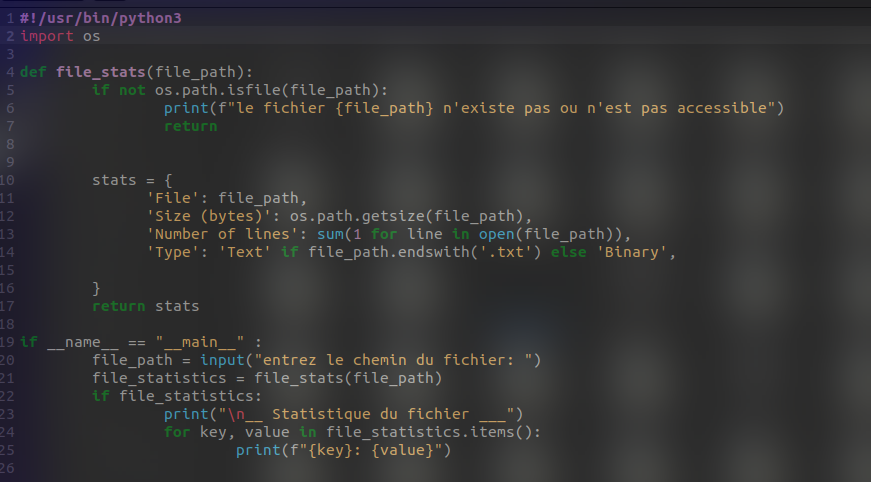 1 #!/usr/bin/python3
2 import os
3
4 def file_stats(file_path):
5         if not os.path.isfile(file_path):
6                 print(f"le fichier {file_path} n'existe pas ou n'est pas accessible")
7                 return
8
9
10         stats = {
11               'File': file_path,
12               'Size (bytes)': os.path.getsize(file_path),
13               'Number of lines': sum(1 for line in open(file_path)),
14               'Type': 'Text' if file_path.endswith('.txt') else 'Binary',
15
16         }
17         return stats
18
19 if __name__ == "__main__" :
20         file_path = input("entrez le chemin du fichier: ")
21         file_statistics = file_stats(file_path)
22         if file_statistics:
23                 print("\n__ Statistique du fichier ___")
24                 for key, value in file_statistics.items():
25                         print(f"{key}: {value}")
26